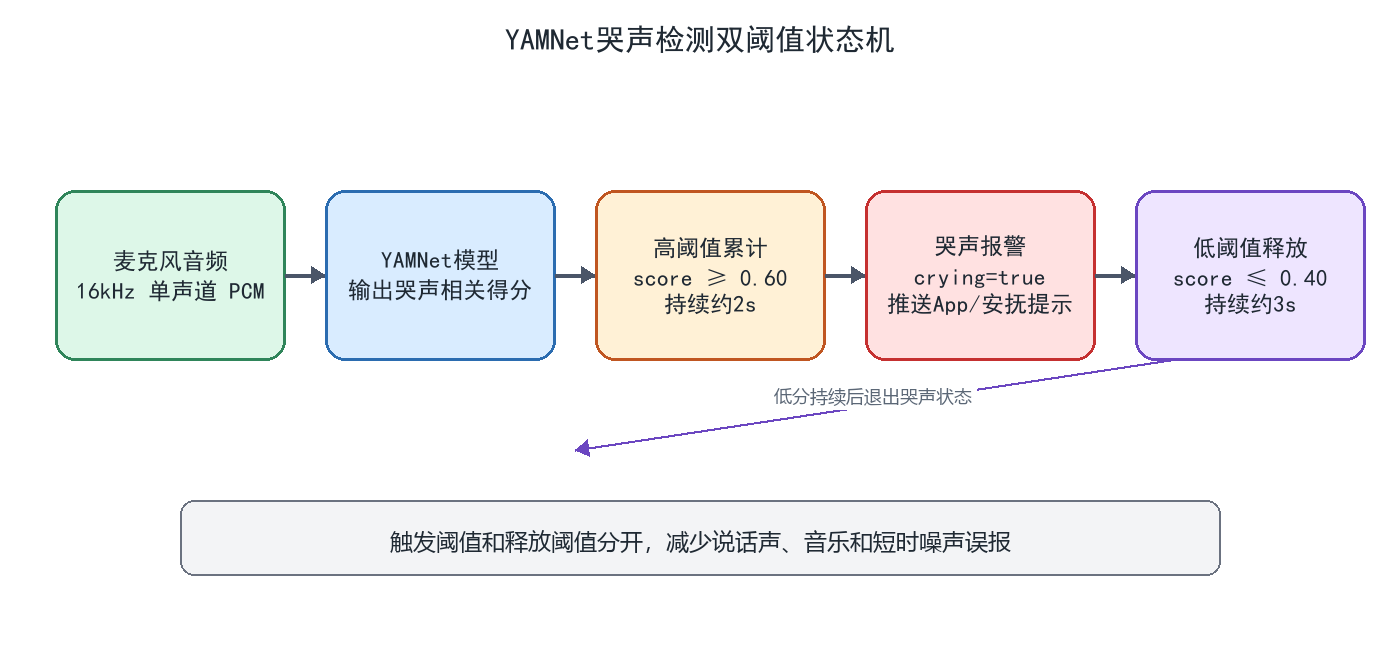 YAMNet哭声检测双阈值状态机
麦克风音频
16kHz 单声道 PCM
YAMNet模型
输出哭声相关得分
高阈值累计
score ≥ 0.60
持续约2s
哭声报警
crying=true
推送App/安抚提示
低阈值释放
score ≤ 0.40
持续约3s
低分持续后退出哭声状态
触发阈值和释放阈值分开，减少说话声、音乐和短时噪声误报